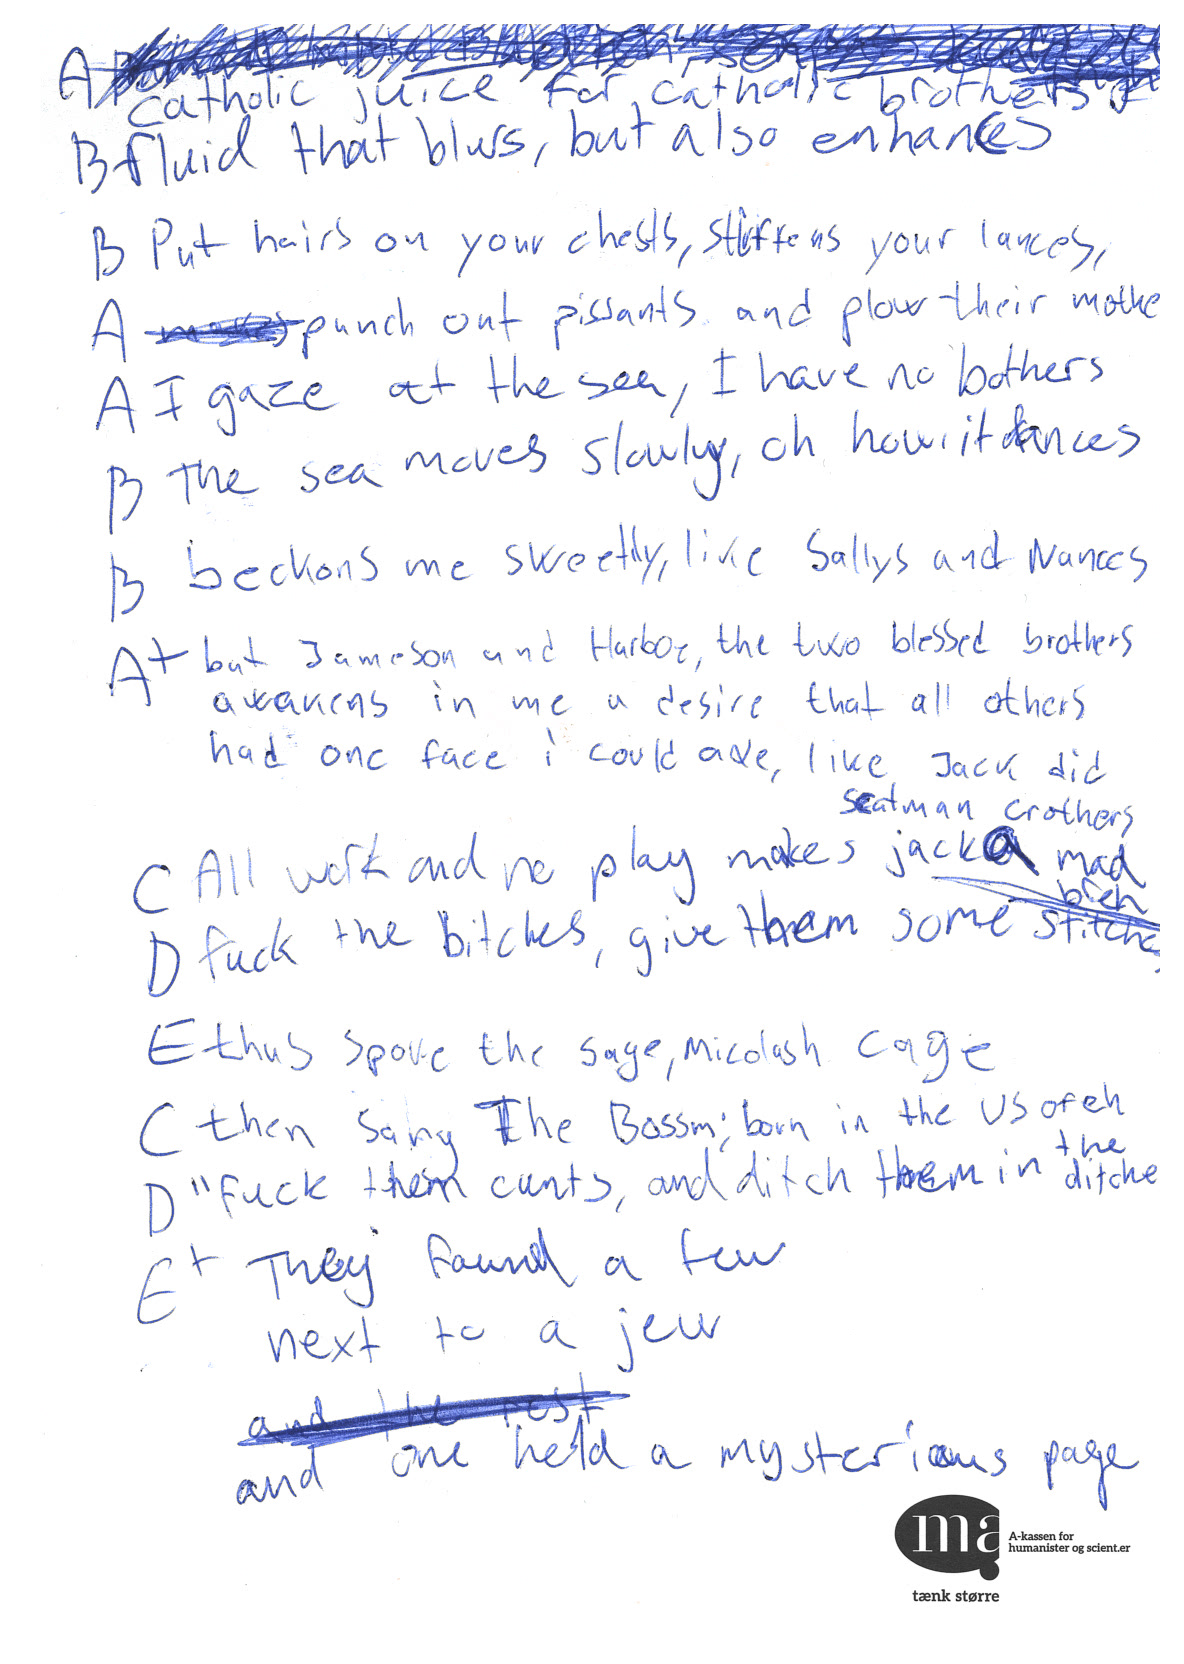 A
catholic juice for catholic brothers
B fluid that blurs, but also enhances
B Put hairs on your chests, stiffens your lances,
A punch out pissants and plow their mothe
A I gaze at the sea, I have no bothers
B The sea moves slowly, oh how it dances
B beckons me sweetly, like Sallys and Nances
A+ but Jameson and Harboe, the two blessed brothers
awakens in me a desire that all others
had one face i could axe, like Jack did
Scatman Crothers
C All work and no play makes jack a mad
breh
D fuck the bitches, give them some stitches
E thus spoke the sage, Nicolash Cage
C then sang The Bossm; born in the US of eh
D "fuck them cunts, and ditch them in the
ditche
E+ They found a few
next to a jew
and the rest
and one held a mysterious page
ma
A-kassen for
humanister og scient.er
tænk større